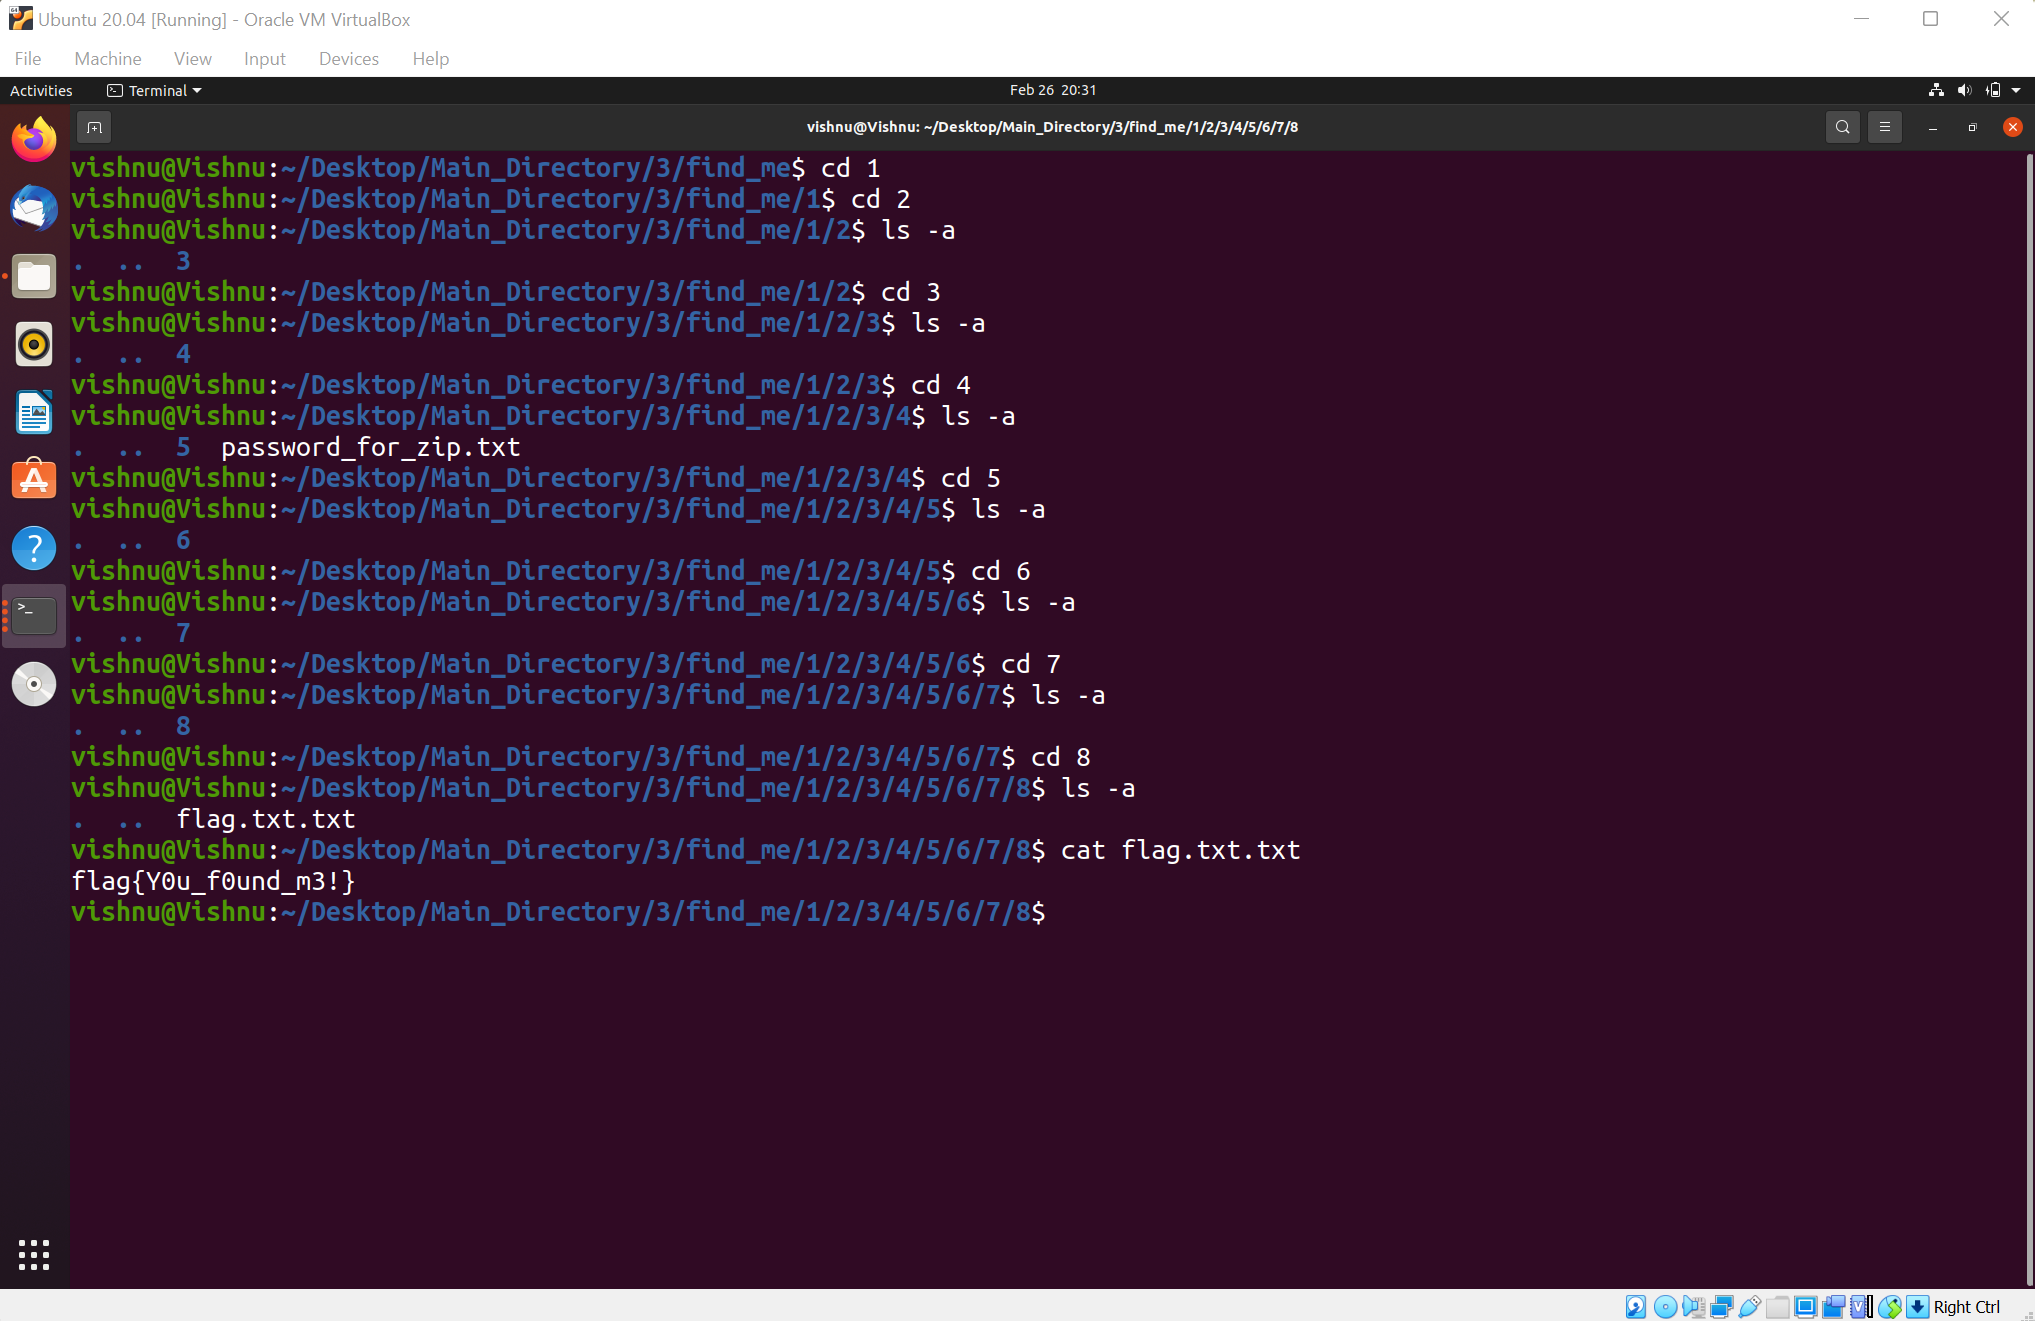 Ubuntu 20.04 [Running] - Oracle VM VirtualBox
File Machine View Input Devices Help
Activities Terminal Feb 26 20:31
vishnu@Vishnu: ~/Desktop/Main_Directory/3/find_me/1/2/3/4/5/6/7/8
vishnu@Vishnu:~/Desktop/Main_Directory/3/find_me$ cd 1
vishnu@Vishnu:~/Desktop/Main_Directory/3/find_me/1$ cd 2
vishnu@Vishnu:~/Desktop/Main_Directory/3/find_me/1/2$ ls -a
. .. 3
vishnu@Vishnu:~/Desktop/Main_Directory/3/find_me/1/2$ cd 3
vishnu@Vishnu:~/Desktop/Main_Directory/3/find_me/1/2/3$ ls -a
. .. 4
vishnu@Vishnu:~/Desktop/Main_Directory/3/find_me/1/2/3$ cd 4
vishnu@Vishnu:~/Desktop/Main_Directory/3/find_me/1/2/3/4$ ls -a
. .. 5 password_for_zip.txt
vishnu@Vishnu:~/Desktop/Main_Directory/3/find_me/1/2/3/4$ cd 5
vishnu@Vishnu:~/Desktop/Main_Directory/3/find_me/1/2/3/4/5$ ls -a
. .. 6
vishnu@Vishnu:~/Desktop/Main_Directory/3/find_me/1/2/3/4/5$ cd 6
vishnu@Vishnu:~/Desktop/Main_Directory/3/find_me/1/2/3/4/5/6$ ls -a
. .. 7
vishnu@Vishnu:~/Desktop/Main_Directory/3/find_me/1/2/3/4/5/6$ cd 7
vishnu@Vishnu:~/Desktop/Main_Directory/3/find_me/1/2/3/4/5/6/7$ ls -a
. .. 8
vishnu@Vishnu:~/Desktop/Main_Directory/3/find_me/1/2/3/4/5/6/7$ cd 8
vishnu@Vishnu:~/Desktop/Main_Directory/3/find_me/1/2/3/4/5/6/7/8$ ls -a
. .. flag.txt.txt
vishnu@Vishnu:~/Desktop/Main_Directory/3/find_me/1/2/3/4/5/6/7/8$ cat flag.txt.txt
flag{Y0u_f0und_m3!}
vishnu@Vishnu:~/Desktop/Main_Directory/3/find_me/1/2/3/4/5/6/7/8$
Right Ctrl